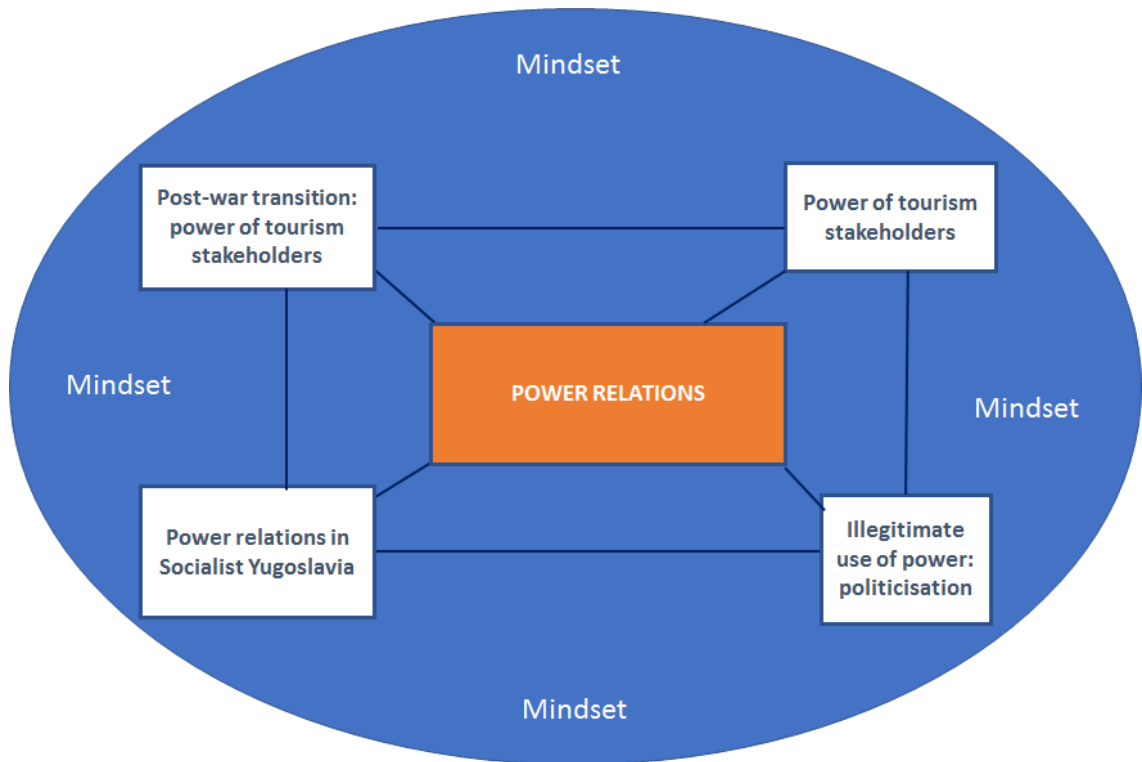 Mindset
Post-war transition:
power of tourism
stakeholders
Power of tourism
stakeholders
POWER RELATIONS
Mindset
Mindset
Power relations in
Socialist Yugoslavia
Illegitimate
use of power:
politicisation
Mindset